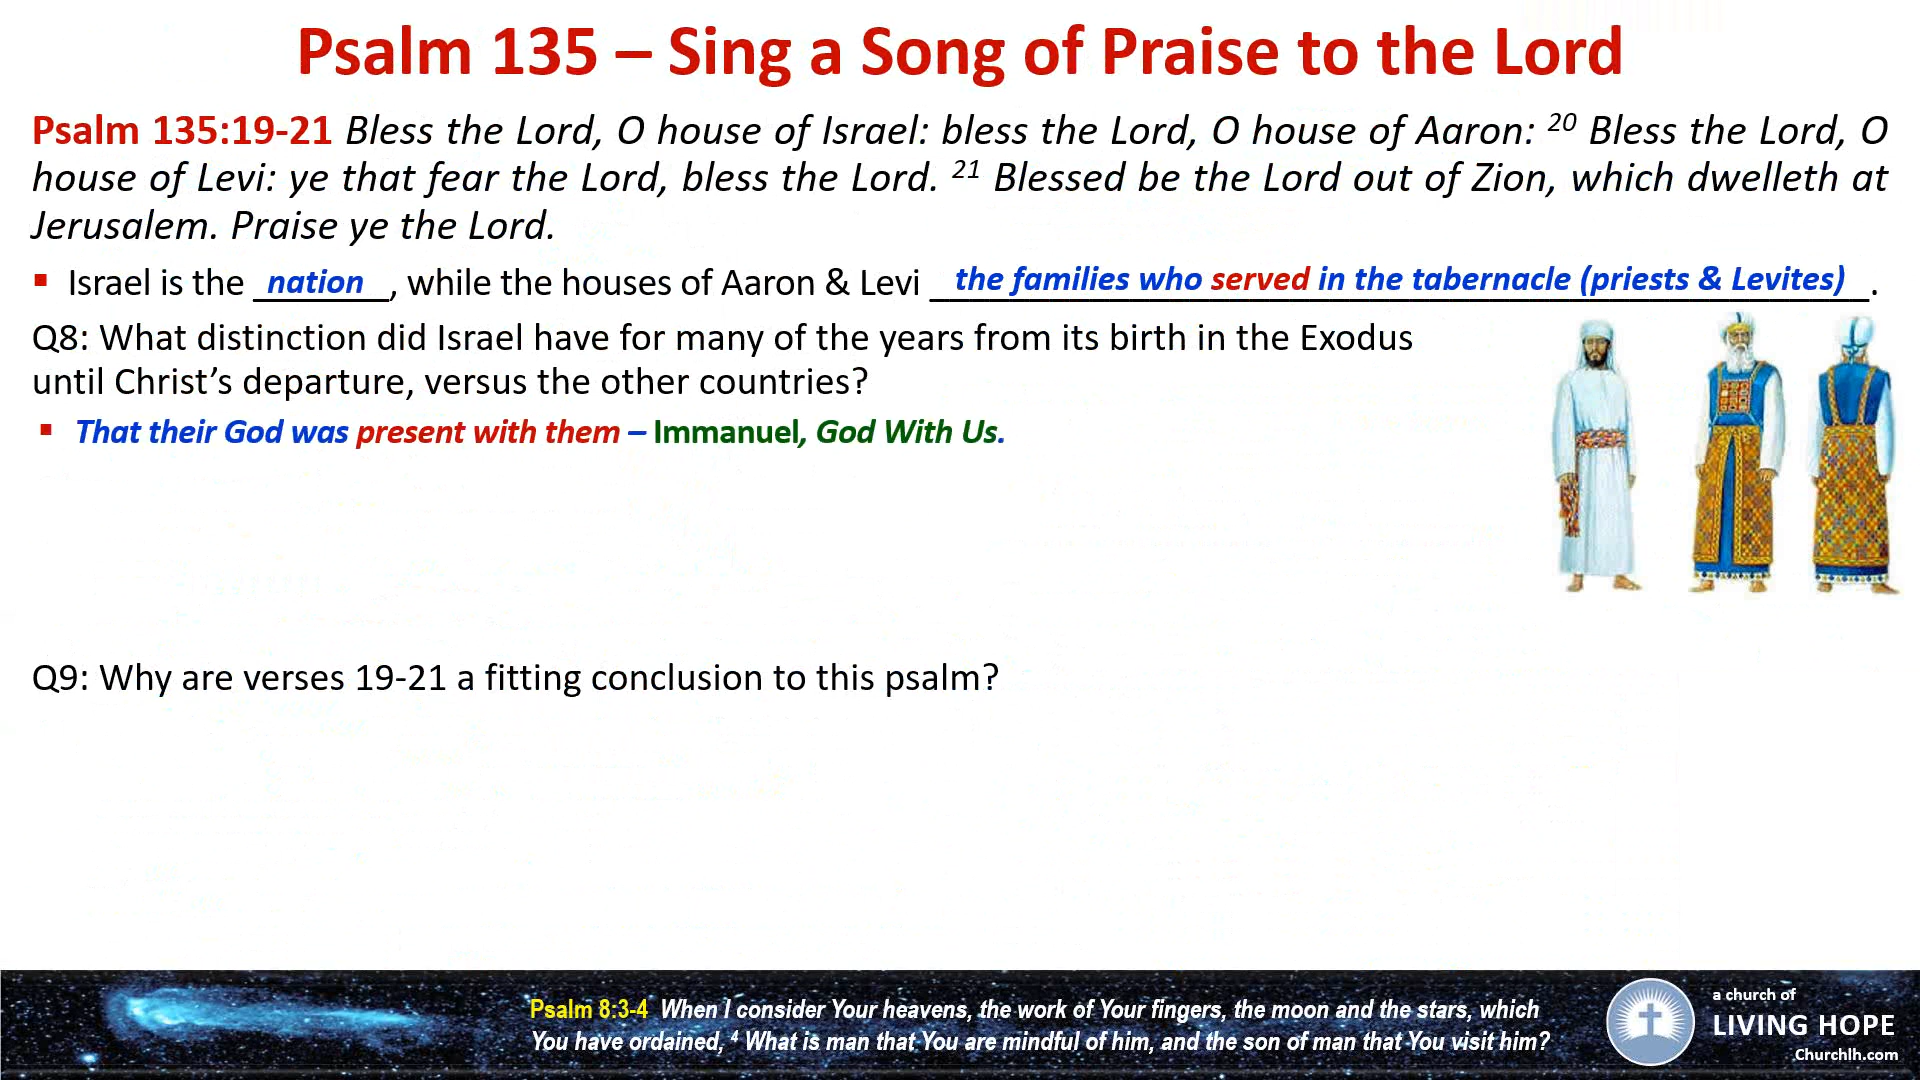 Psalm 135 – Sing a Song of Praise to the Lord
Psalm 135:19-21 Bless the Lord, O house of Israel: bless the Lord, O house of Aaron: 20 Bless the Lord, O
house of Levi: ye that fear the Lord, bless the Lord. 21 Blessed be the Lord out of Zion, which dwelleth at
Jerusalem. Praise ye the Lord.
▪ Israel is the nation, while the houses of Aaron & Levi the families who served in the tabernacle (priests & Levites).
Q8: What distinction did Israel have for many of the years from its birth in the Exodus
until Christ’s departure, versus the other countries?
▪ That their God was present with them – Immanuel, God With Us.
Q9: Why are verses 19-21 a fitting conclusion to this psalm?
Psalm 8:3-4 When I consider Your heavens, the work of Your fingers, the moon and the stars, which
You have ordained, 4 What is man that You are mindful of him, and the son of man that You visit him?
a church of
LIVING HOPE
Churchlh.com